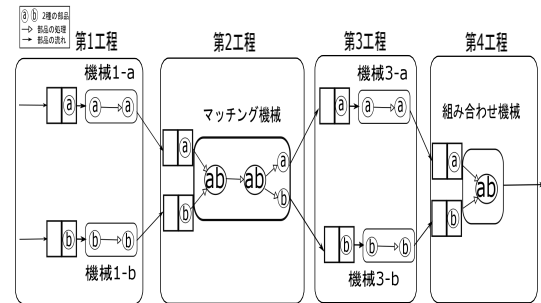 a b 2種の部品
部品の処理
部品の流れ
第1工程
第2工程
第3工程
第4工程
機械1-a
a
a a
b
b b
機械1-b
マッチング機械
a
b
ab ab
a
b
機械3-a
a
a a
b
b b
機械3-b
組み合わせ機械
a
b
ab